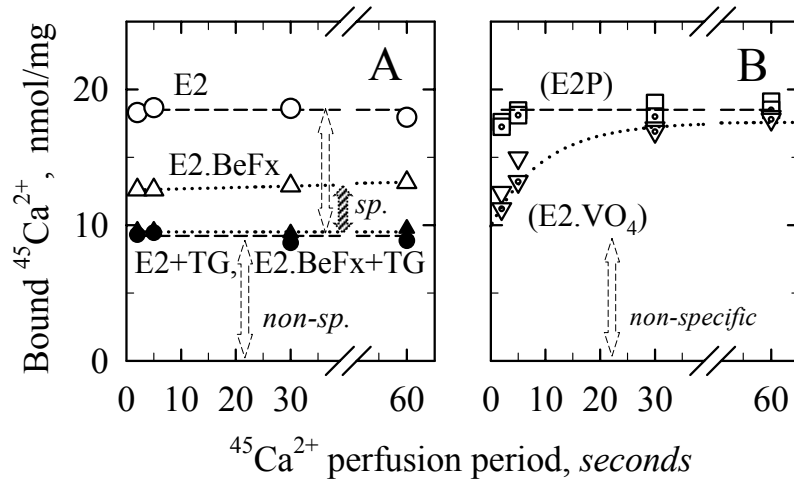 Bound ⁴⁵Ca²⁺, nmol/mg
20
10
0
A
E2
E2.BeFx
sp.
E2+TG, E2.BeFx+TG
non-sp.
0 10 20 30 60
B
(E2P)
(E2.VO₄)
non-specific
0 10 20 30 60
⁴⁵Ca²⁺ perfusion period, seconds